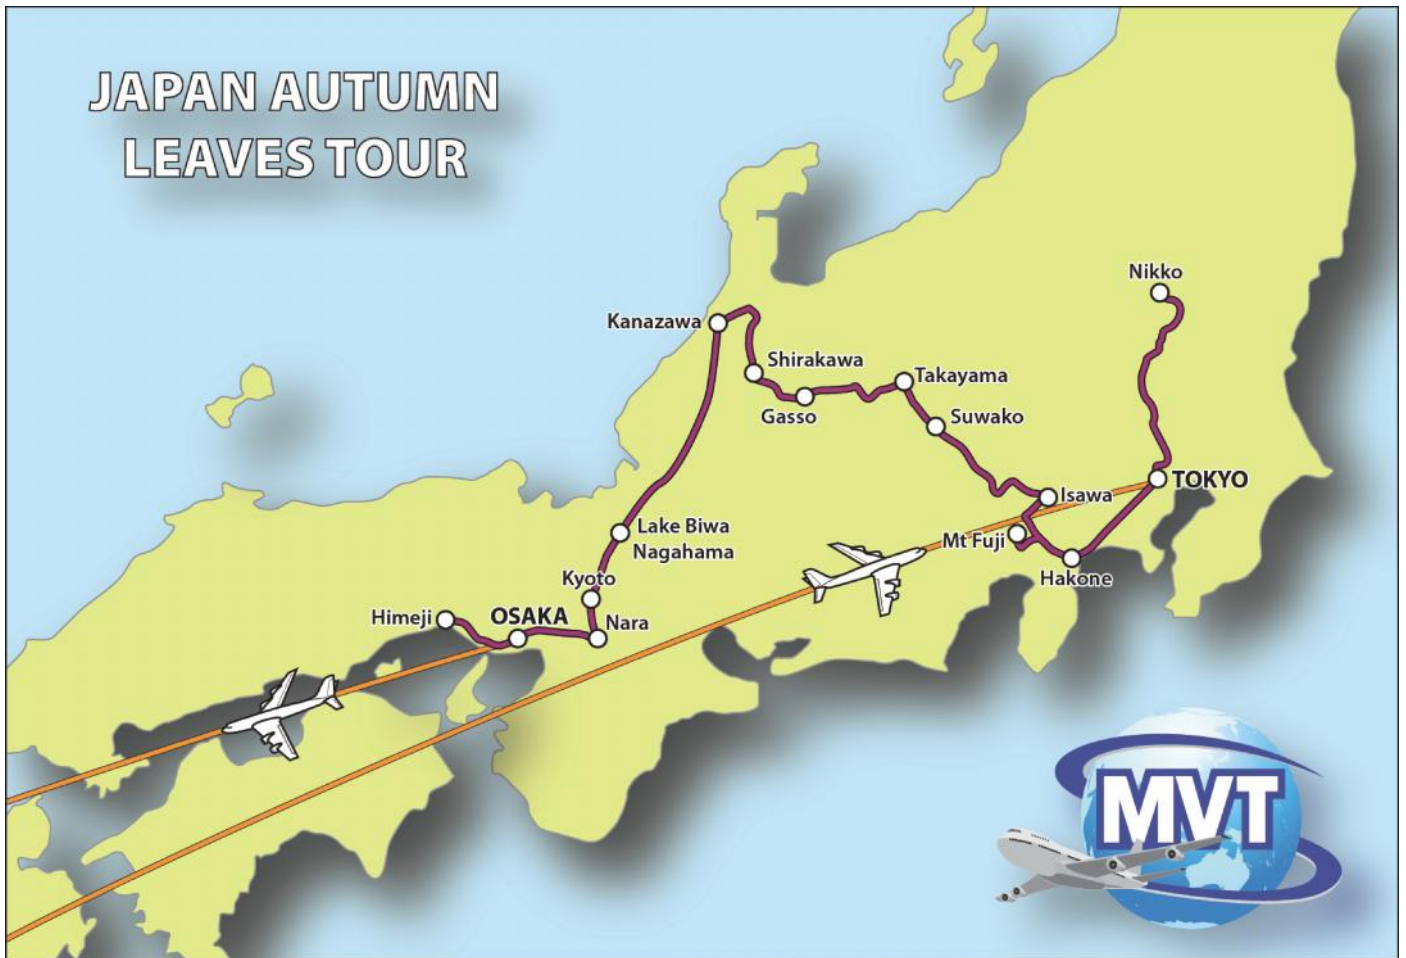 JAPAN AUTUMN
LEAVES TOUR
Nikko
Kanazawa
Shirakawa
Takayama
Gasso
Suwako
TOKYO
Isawa
Lake Biwa
Nagahama
Mt Fuji
Hakone
Kyoto
Himeji
OSAKA
Nara
MVT